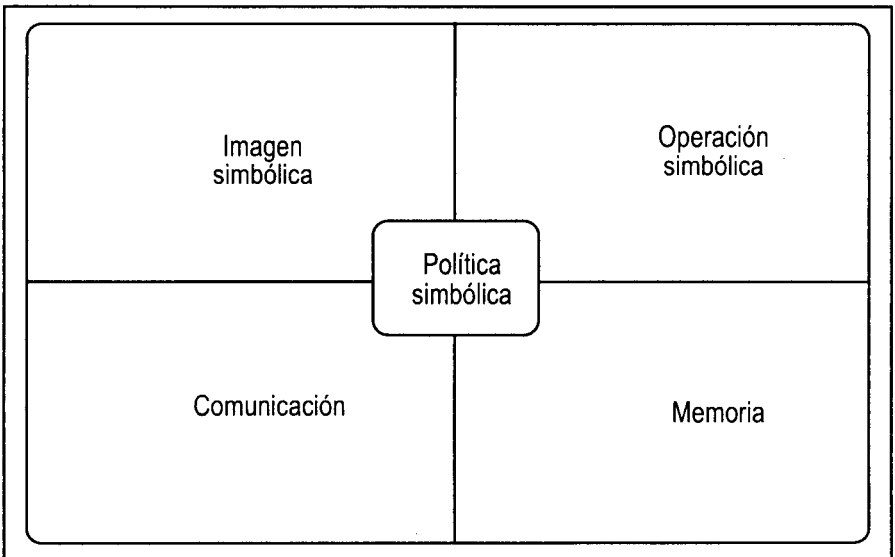 Imagen
simbólica
Operación
simbólica
Política
simbólica
Comunicación
Memoria